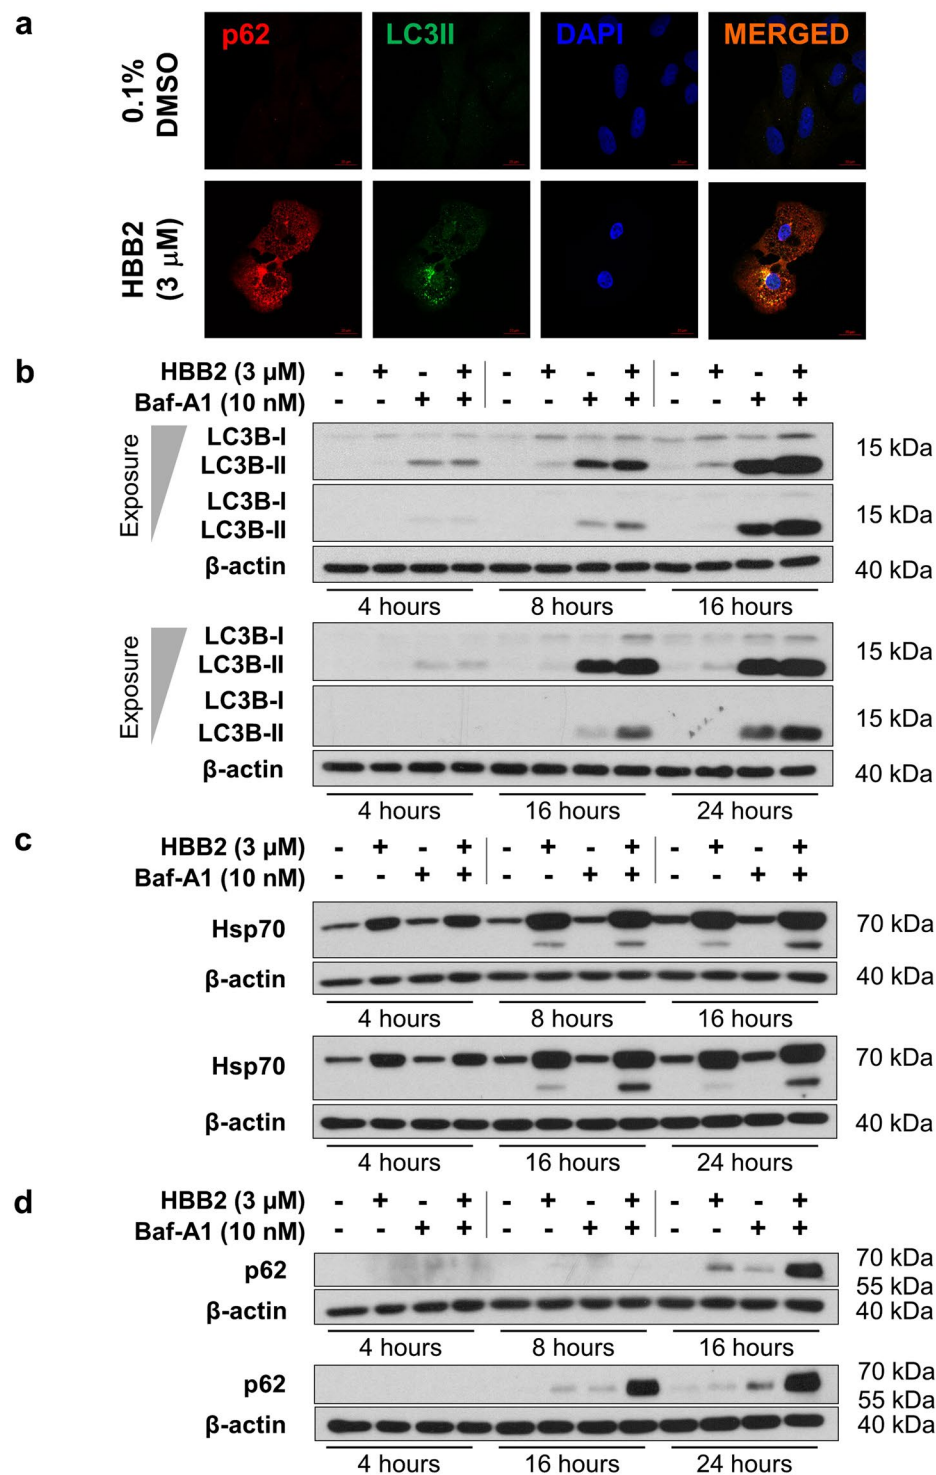 a
p62 LC3II DAPI MERGED
0.1%
DMSO
HBB2
(3 µM)
b
HBB2 (3 µM) - + - + - + - + - + - +
Baf-A1 (10 nM) - - + + - - + + - - + +
Exposure
LC3B-I
LC3B-II
15 kDa
LC3B-I
LC3B-II
15 kDa
β-actin 40 kDa
4 hours 8 hours 16 hours
Exposure
LC3B-I
LC3B-II
15 kDa
LC3B-I
LC3B-II
15 kDa
β-actin 40 kDa
4 hours 16 hours 24 hours
c
HBB2 (3 µM) - + - + - + - + - + - +
Baf-A1 (10 nM) - - + + - - + + - - + +
Hsp70 70 kDa
β-actin 40 kDa
4 hours 8 hours 16 hours
Hsp70 70 kDa
β-actin 40 kDa
4 hours 16 hours 24 hours
d
HBB2 (3 µM) - + - + - + - + - + - +
Baf-A1 (10 nM) - - + + - - + + - - + +
p62 70 kDa
55 kDa
β-actin 40 kDa
4 hours 8 hours 16 hours
p62 70 kDa
55 kDa
β-actin 40 kDa
4 hours 16 hours 24 hours